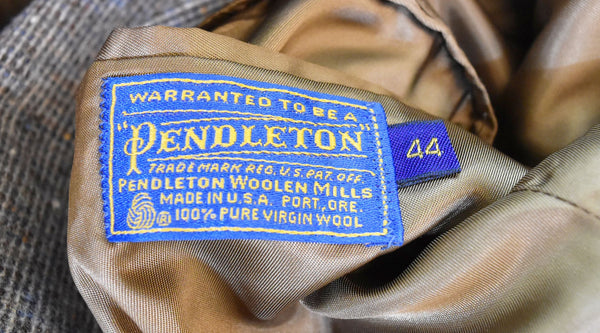 WARRANTED TO BE A
"PENDLETON"
TRADE MARK REG. U.S. PAT. OFF.
PENDLETON WOOLEN MILLS
MADE IN U.S.A. PORT, ORE.
® 100% PURE VIRGIN WOOL
44